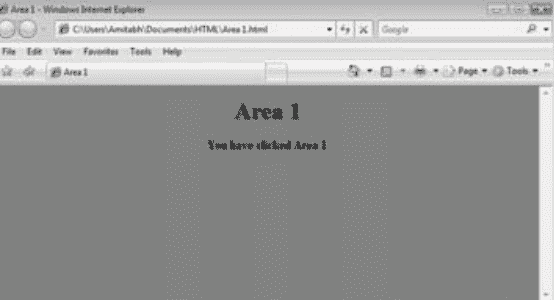 Area 1 - Windows Internet Explorer
C:\Users\Amitabh\Documents\HTML\Area 1.html
Google
File Edit View Favorites Tools Help
Area 1
Page Tools
Area 1
You have clicked Area 1